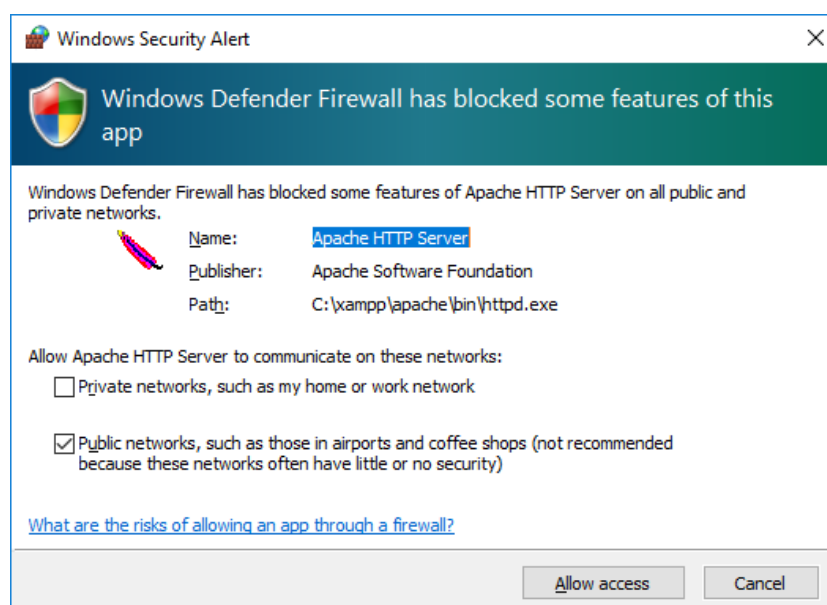 Windows Security Alert
Windows Defender Firewall has blocked some features of this
app
Windows Defender Firewall has blocked some features of Apache HTTP Server on all public and
private networks.
Name: Apache HTTP Server
Publisher: Apache Software Foundation
Path: C:\xampp\apache\bin\httpd.exe
Allow Apache HTTP Server to communicate on these networks:
Private networks, such as my home or work network
Public networks, such as those in airports and coffee shops (not recommended
because these networks often have little or no security)
What are the risks of allowing an app through a firewall?
Allow access Cancel